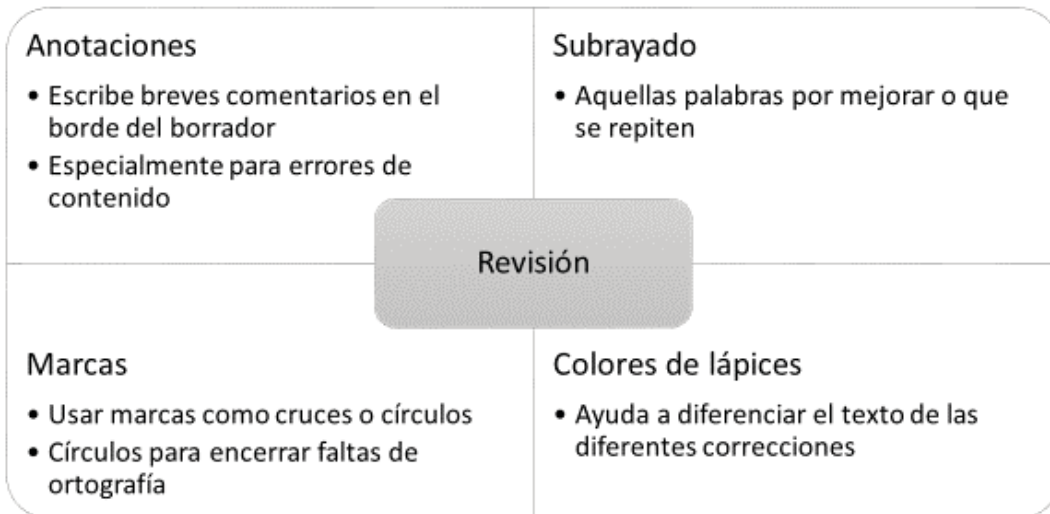 Anotaciones
• Escribe breves comentarios en el
borde del borrador
• Especialmente para errores de
contenido
Subrayado
• Aquellas palabras por mejorar o que
se repiten
Revisión
Marcas
• Usar marcas como cruces o círculos
• Círculos para encerrar faltas de
ortografía
Colores de lápices
• Ayuda a diferenciar el texto de las
diferentes correcciones